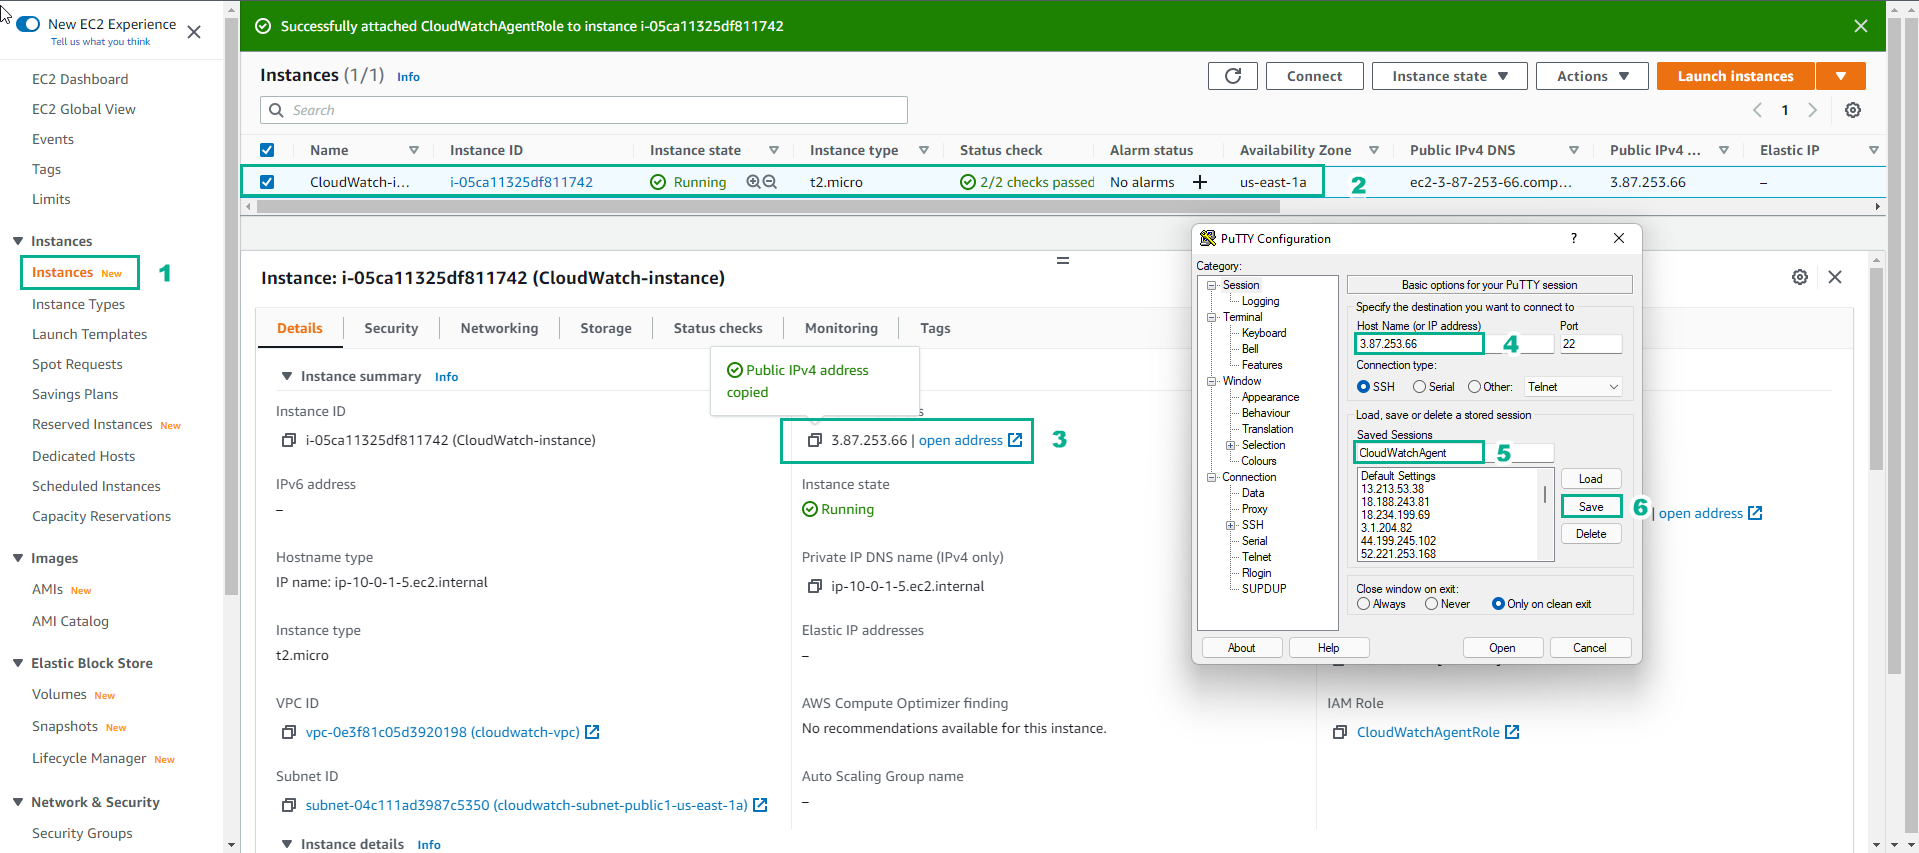 New EC2 Experience
Tell us what you think
EC2 Dashboard
EC2 Global View
Events
Tags
Limits
Instances
Instances New
1
Instance Types
Launch Templates
Spot Requests
Savings Plans
Reserved Instances New
Dedicated Hosts
Scheduled Instances
Capacity Reservations
Images
AMIs New
AMI Catalog
Elastic Block Store
Volumes New
Snapshots New
Lifecycle Manager New
Network & Security
Security Groups
Successfully attached CloudWatchAgentRole to instance i-05ca11325df811742
Instances (1/1) Info
Connect
Instance state
Actions
Launch instances
Search
1
Name Instance ID Instance state Instance type Status check Alarm status Availability Zone Public IPv4 DNS Public IPv4 ... Elastic IP
CloudWatch-i... i-05ca11325df811742 Running t2.micro 2/2 checks passed No alarms us-east-1a 2 ec2-3-87-253-66.comp... 3.87.253.66 –
Instance: i-05ca11325df811742 (CloudWatch-instance)
Details Security Networking Storage Status checks Monitoring Tags
Instance summary Info
Public IPv4 address
copied
Instance ID
i-05ca11325df811742 (CloudWatch-instance)
3.87.253.66 | open address
3
IPv6 address
–
Instance state
Running
| open address
Hostname type
IP name: ip-10-0-1-5.ec2.internal
Private IP DNS name (IPv4 only)
ip-10-0-1-5.ec2.internal
Instance type
t2.micro
Elastic IP addresses
–
VPC ID
vpc-0e3f81c05d3920198 (cloudwatch-vpc)
AWS Compute Optimizer finding
No recommendations available for this instance.
IAM Role
CloudWatchAgentRole
Subnet ID
subnet-04c111ad3987c5350 (cloudwatch-subnet-public1-us-east-1a)
Auto Scaling Group name
–
Instance details Info
PuTTY Configuration
?
Category:
Session
Logging
Terminal
Keyboard
Bell
Features
Window
Appearance
Behaviour
Translation
Selection
Colours
Connection
Data
Proxy
SSH
Serial
Telnet
Rlogin
SUPDUP
Basic options for your PuTTY session
Specify the destination you want to connect to
Host Name (or IP address) Port
3.87.253.66 4 22
Connection type:
SSH Serial Other: Telnet
Load, save or delete a stored session
Saved Sessions
CloudWatchAgent 5
Default Settings
13.213.53.38
18.188.243.81
18.234.199.69
3.1.204.82
44.199.245.102
52.221.253.168
Load
Save 6
Delete
Close window on exit:
Always Never Only on clean exit
About Help Open Cancel